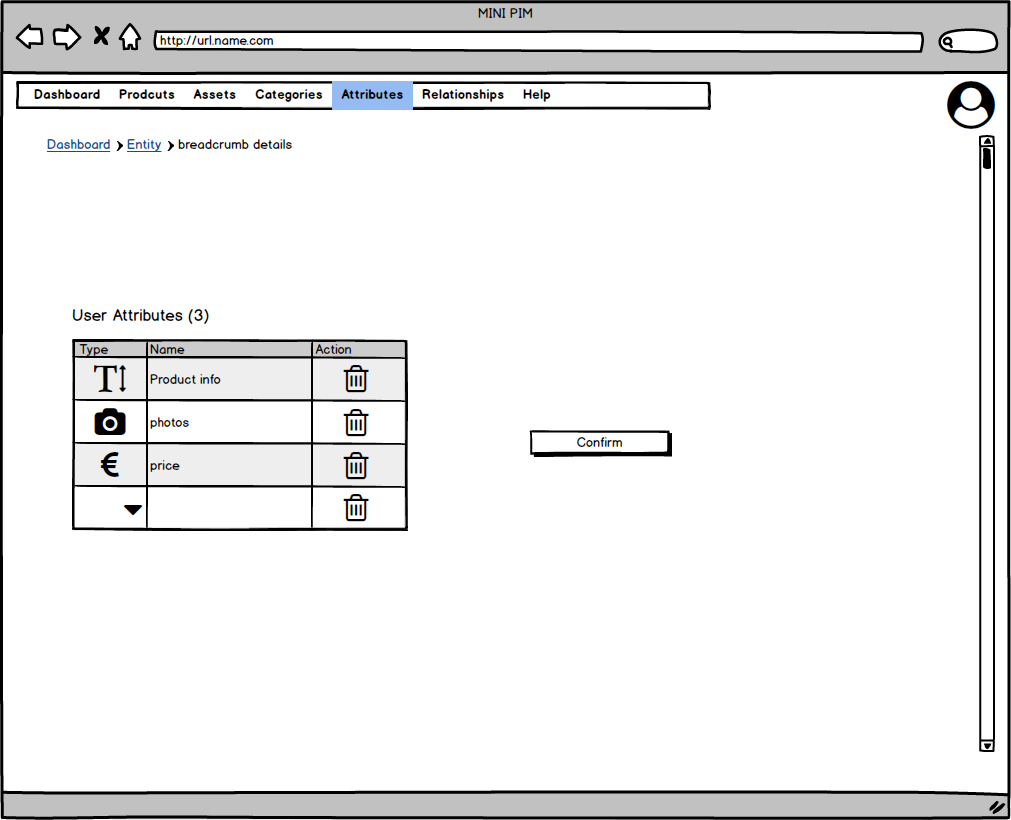 MINI PIM
http://url.name.com
Dashboard Prodcuts Assets Categories Attributes Relationships Help
Dashboard Entity breadcrumb details
User Attributes (3)
Type Name Action
T Product info
photos
Confirm
€ price